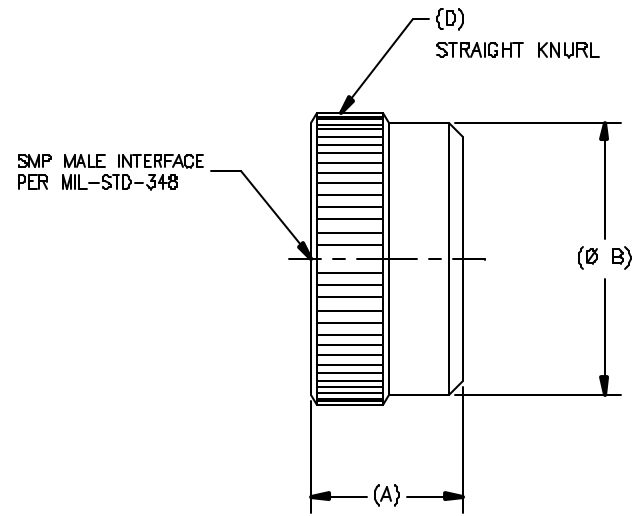 (D)
STRAIGHT KNURL
SMP MALE INTERFACE
PER MIL-STD-348
(Ø B)
(A)